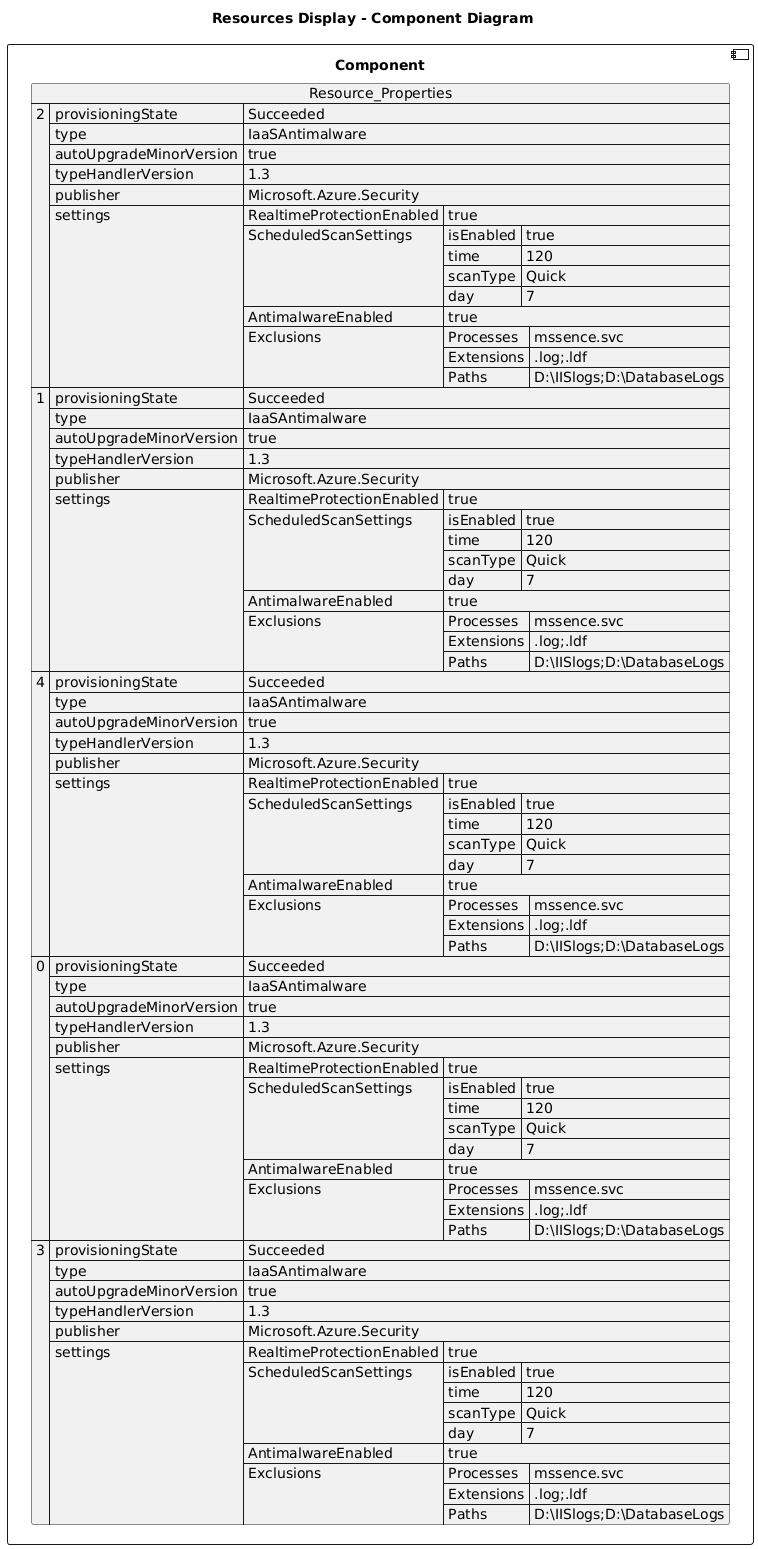 Resources Display - Component Diagram
Component
Resource_Properties
2 provisioningState Succeeded
type IaaSAntimalware
autoUpgradeMinorVersion true
typeHandlerVersion 1.3
publisher Microsoft.Azure.Security
settings RealtimeProtectionEnabled true
ScheduledScanSettings isEnabled true
time 120
scanType Quick
day 7
AntimalwareEnabled true
Exclusions Processes mssence.svc
Extensions .log;.ldf
Paths D:\IISlogs;D:\DatabaseLogs
1 provisioningState Succeeded
type IaaSAntimalware
autoUpgradeMinorVersion true
typeHandlerVersion 1.3
publisher Microsoft.Azure.Security
settings RealtimeProtectionEnabled true
ScheduledScanSettings isEnabled true
time 120
scanType Quick
day 7
AntimalwareEnabled true
Exclusions Processes mssence.svc
Extensions .log;.ldf
Paths D:\IISlogs;D:\DatabaseLogs
4 provisioningState Succeeded
type IaaSAntimalware
autoUpgradeMinorVersion true
typeHandlerVersion 1.3
publisher Microsoft.Azure.Security
settings RealtimeProtectionEnabled true
ScheduledScanSettings isEnabled true
time 120
scanType Quick
day 7
AntimalwareEnabled true
Exclusions Processes mssence.svc
Extensions .log;.ldf
Paths D:\IISlogs;D:\DatabaseLogs
0 provisioningState Succeeded
type IaaSAntimalware
autoUpgradeMinorVersion true
typeHandlerVersion 1.3
publisher Microsoft.Azure.Security
settings RealtimeProtectionEnabled true
ScheduledScanSettings isEnabled true
time 120
scanType Quick
day 7
AntimalwareEnabled true
Exclusions Processes mssence.svc
Extensions .log;.ldf
Paths D:\IISlogs;D:\DatabaseLogs
3 provisioningState Succeeded
type IaaSAntimalware
autoUpgradeMinorVersion true
typeHandlerVersion 1.3
publisher Microsoft.Azure.Security
settings RealtimeProtectionEnabled true
ScheduledScanSettings isEnabled true
time 120
scanType Quick
day 7
AntimalwareEnabled true
Exclusions Processes mssence.svc
Extensions .log;.ldf
Paths D:\IISlogs;D:\DatabaseLogs